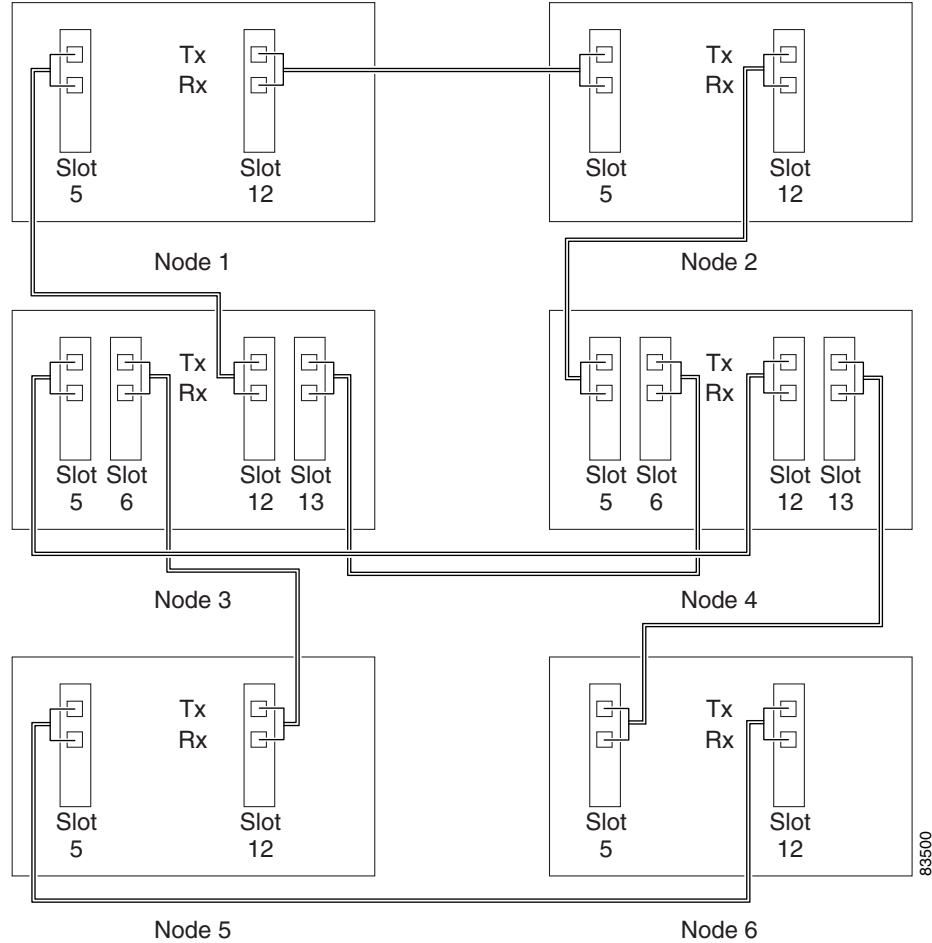 Tx Tx
Rx Rx
Slot Slot Slot Slot
5 12 5 12
Node 1 Node 2
Tx Tx
Rx Rx
Slot Slot Slot Slot Slot Slot Slot Slot
5 6 12 13 5 6 12 13
Node 3 Node 4
Tx Tx
Rx Rx
Slot Slot Slot Slot
5 12 5 12
83500
Node 5 Node 6